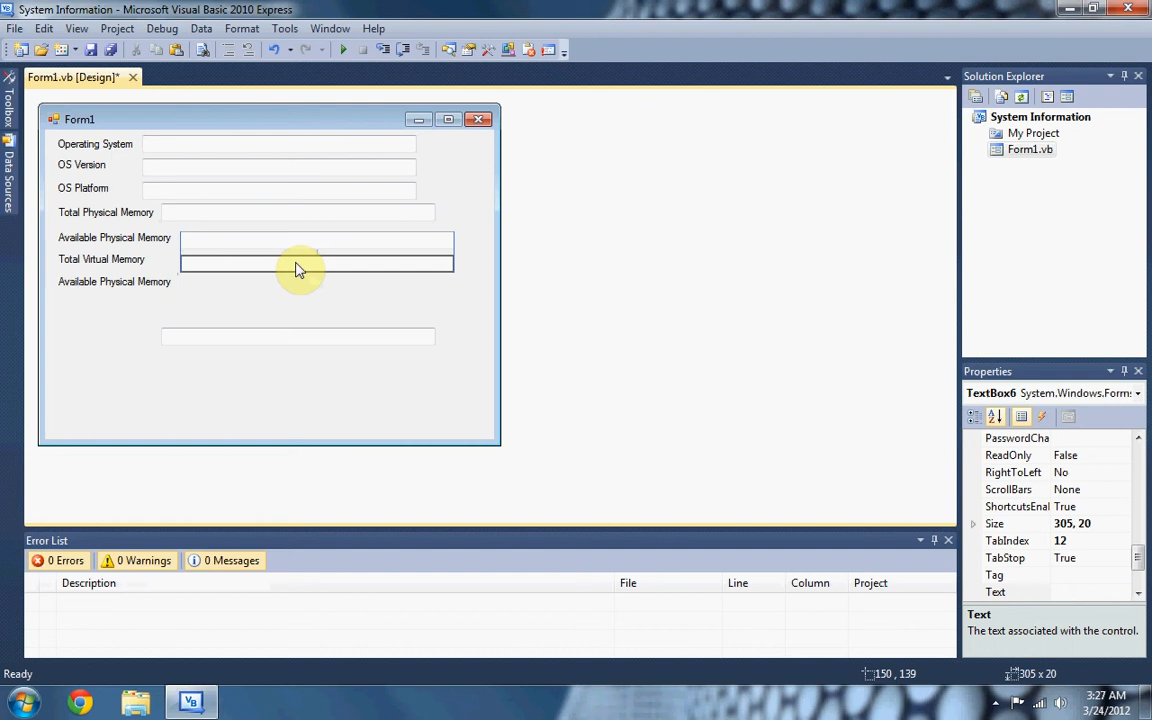 System Information - Microsoft Visual Basic 2010 Express
File Edit View Project Debug Data Format Tools Window Help
Form1.vb [Design]*
Solution Explorer
Toolbox
Data Sources
System Information
My Project
Form1.vb
Form1
Operating System
OS Version
OS Platform
Total Physical Memory
Available Physical Memory
Total Virtual Memory
Available Physical Memory
Properties
TextBox6 System.Windows.Forms
PasswordCha
ReadOnly False
RightToLeft No
ScrollBars None
ShortcutsEnal True
Size 305, 20
TabIndex 12
TabStop True
Tag
Text
Text
The text associated with the control.
Error List
0 Errors 0 Warnings 0 Messages
Description File Line Column Project
Ready 150 , 139 305 x 20
3:27 AM
3/24/2012